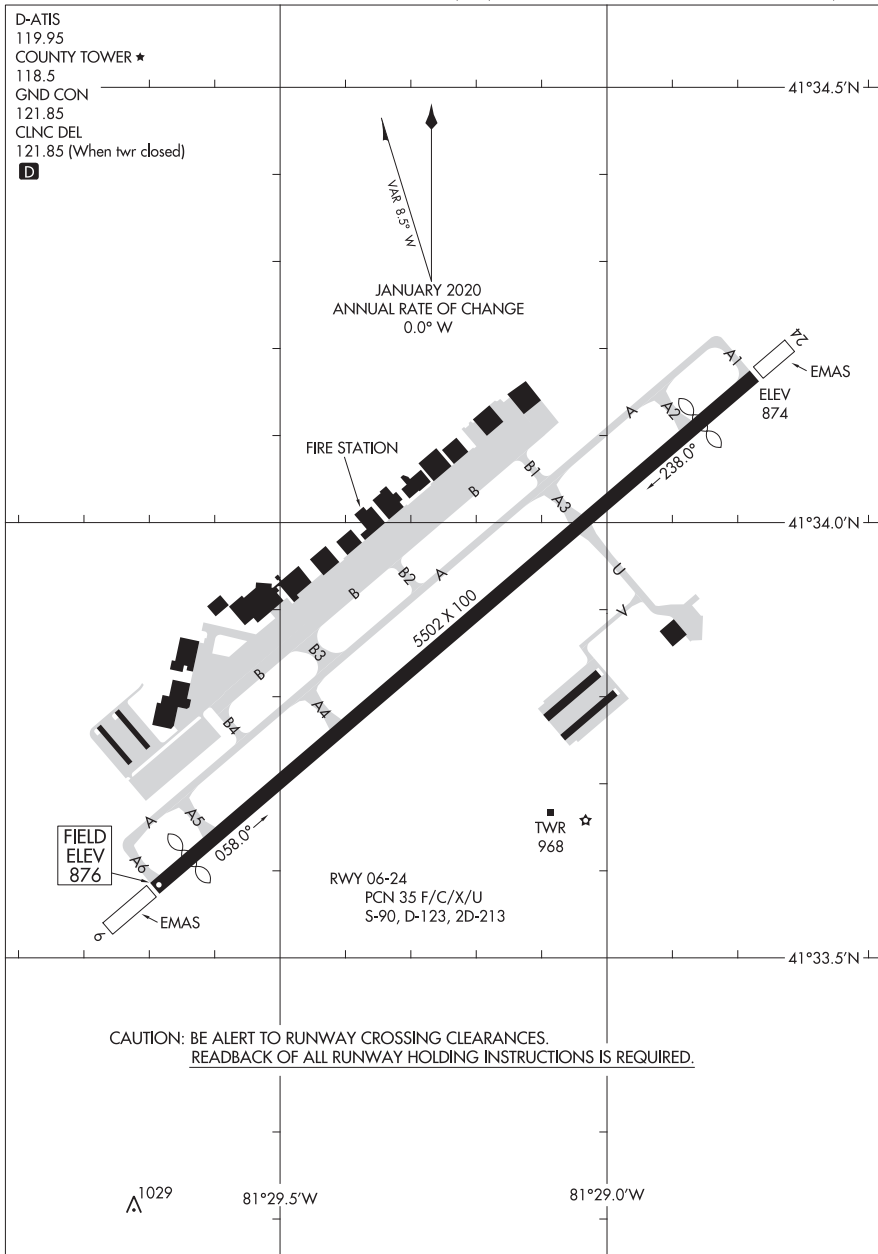 D-ATIS
119.95
COUNTY TOWER ★
118.5
GND CON
121.85
CLNC DEL
121.85 (When twr closed)
D
41°34.5'N
VAR 8.5° W
JANUARY 2020
ANNUAL RATE OF CHANGE
0.0° W
24
EMAS
A1
ELEV
874
A2
A
238.0°
FIRE STATION
B1
B
A3
41°34.0'N
U
B2
A
B
V
5502 X 100
B3
B
A4
B4
A
A5
058.0°
TWR
968
FIELD
ELEV
876
A6
RWY 06-24
PCN 35 F/C/X/U
S-90, D-123, 2D-213
EMAS
6
41°33.5'N
CAUTION: BE ALERT TO RUNWAY CROSSING CLEARANCES.
READBACK OF ALL RUNWAY HOLDING INSTRUCTIONS IS REQUIRED.
1029
81°29.5'W
81°29.0'W